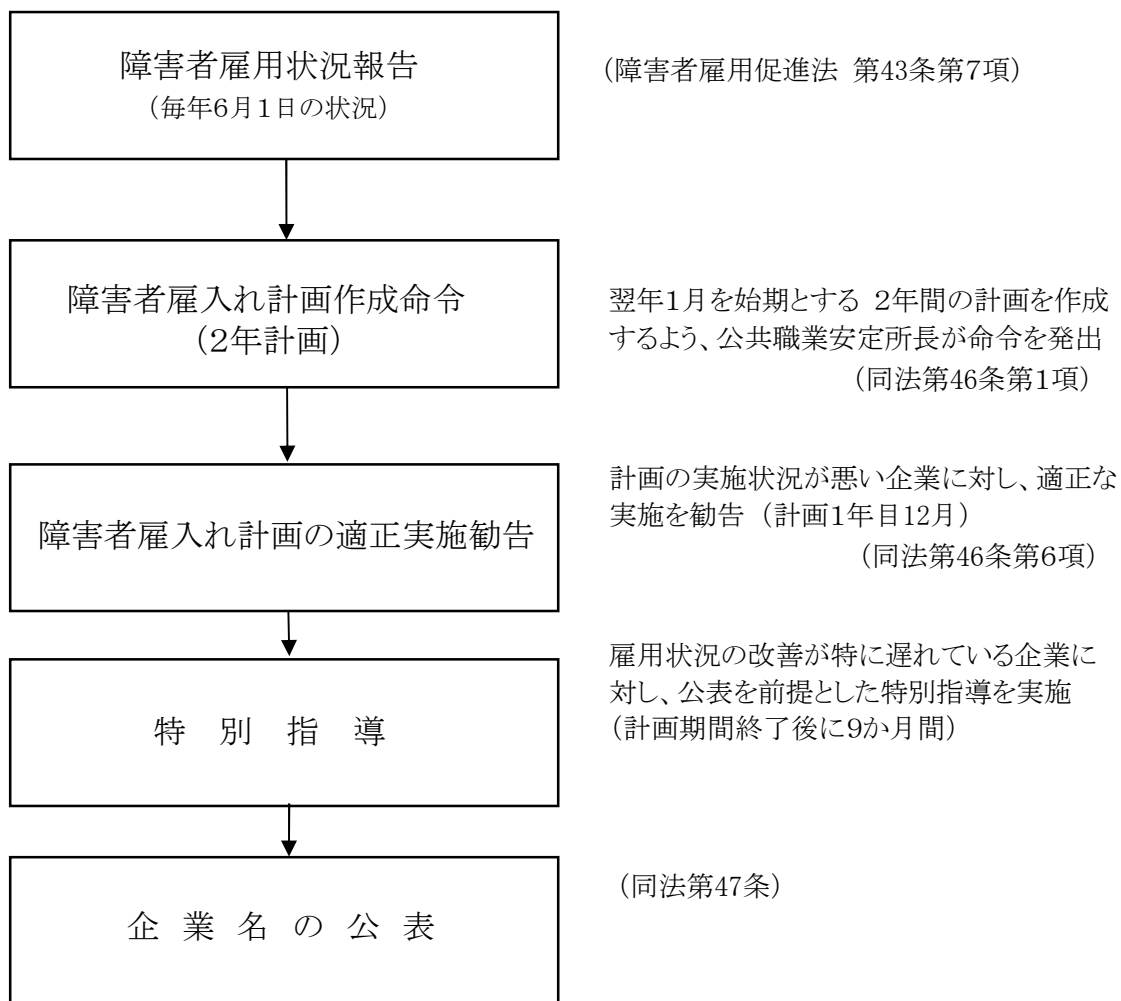 障害者雇用状況報告
（毎年6月1日の状況）
（障害者雇用促進法 第43条第7項）
障害者雇入れ計画作成命令
（2年計画）
翌年1月を始期とする 2年間の計画を作成
するよう、公共職業安定所長が命令を発出
（同法第46条第1項）
障害者雇入れ計画の適正実施勧告
計画の実施状況が悪い企業に対し、適正な
実施を勧告 （計画1年目12月）
（同法第46条第6項）
特 別 指 導
雇用状況の改善が特に遅れている企業に
対し、公表を前提とした特別指導を実施
（計画期間終了後に9か月間）
企 業 名 の 公 表
（同法第47条）